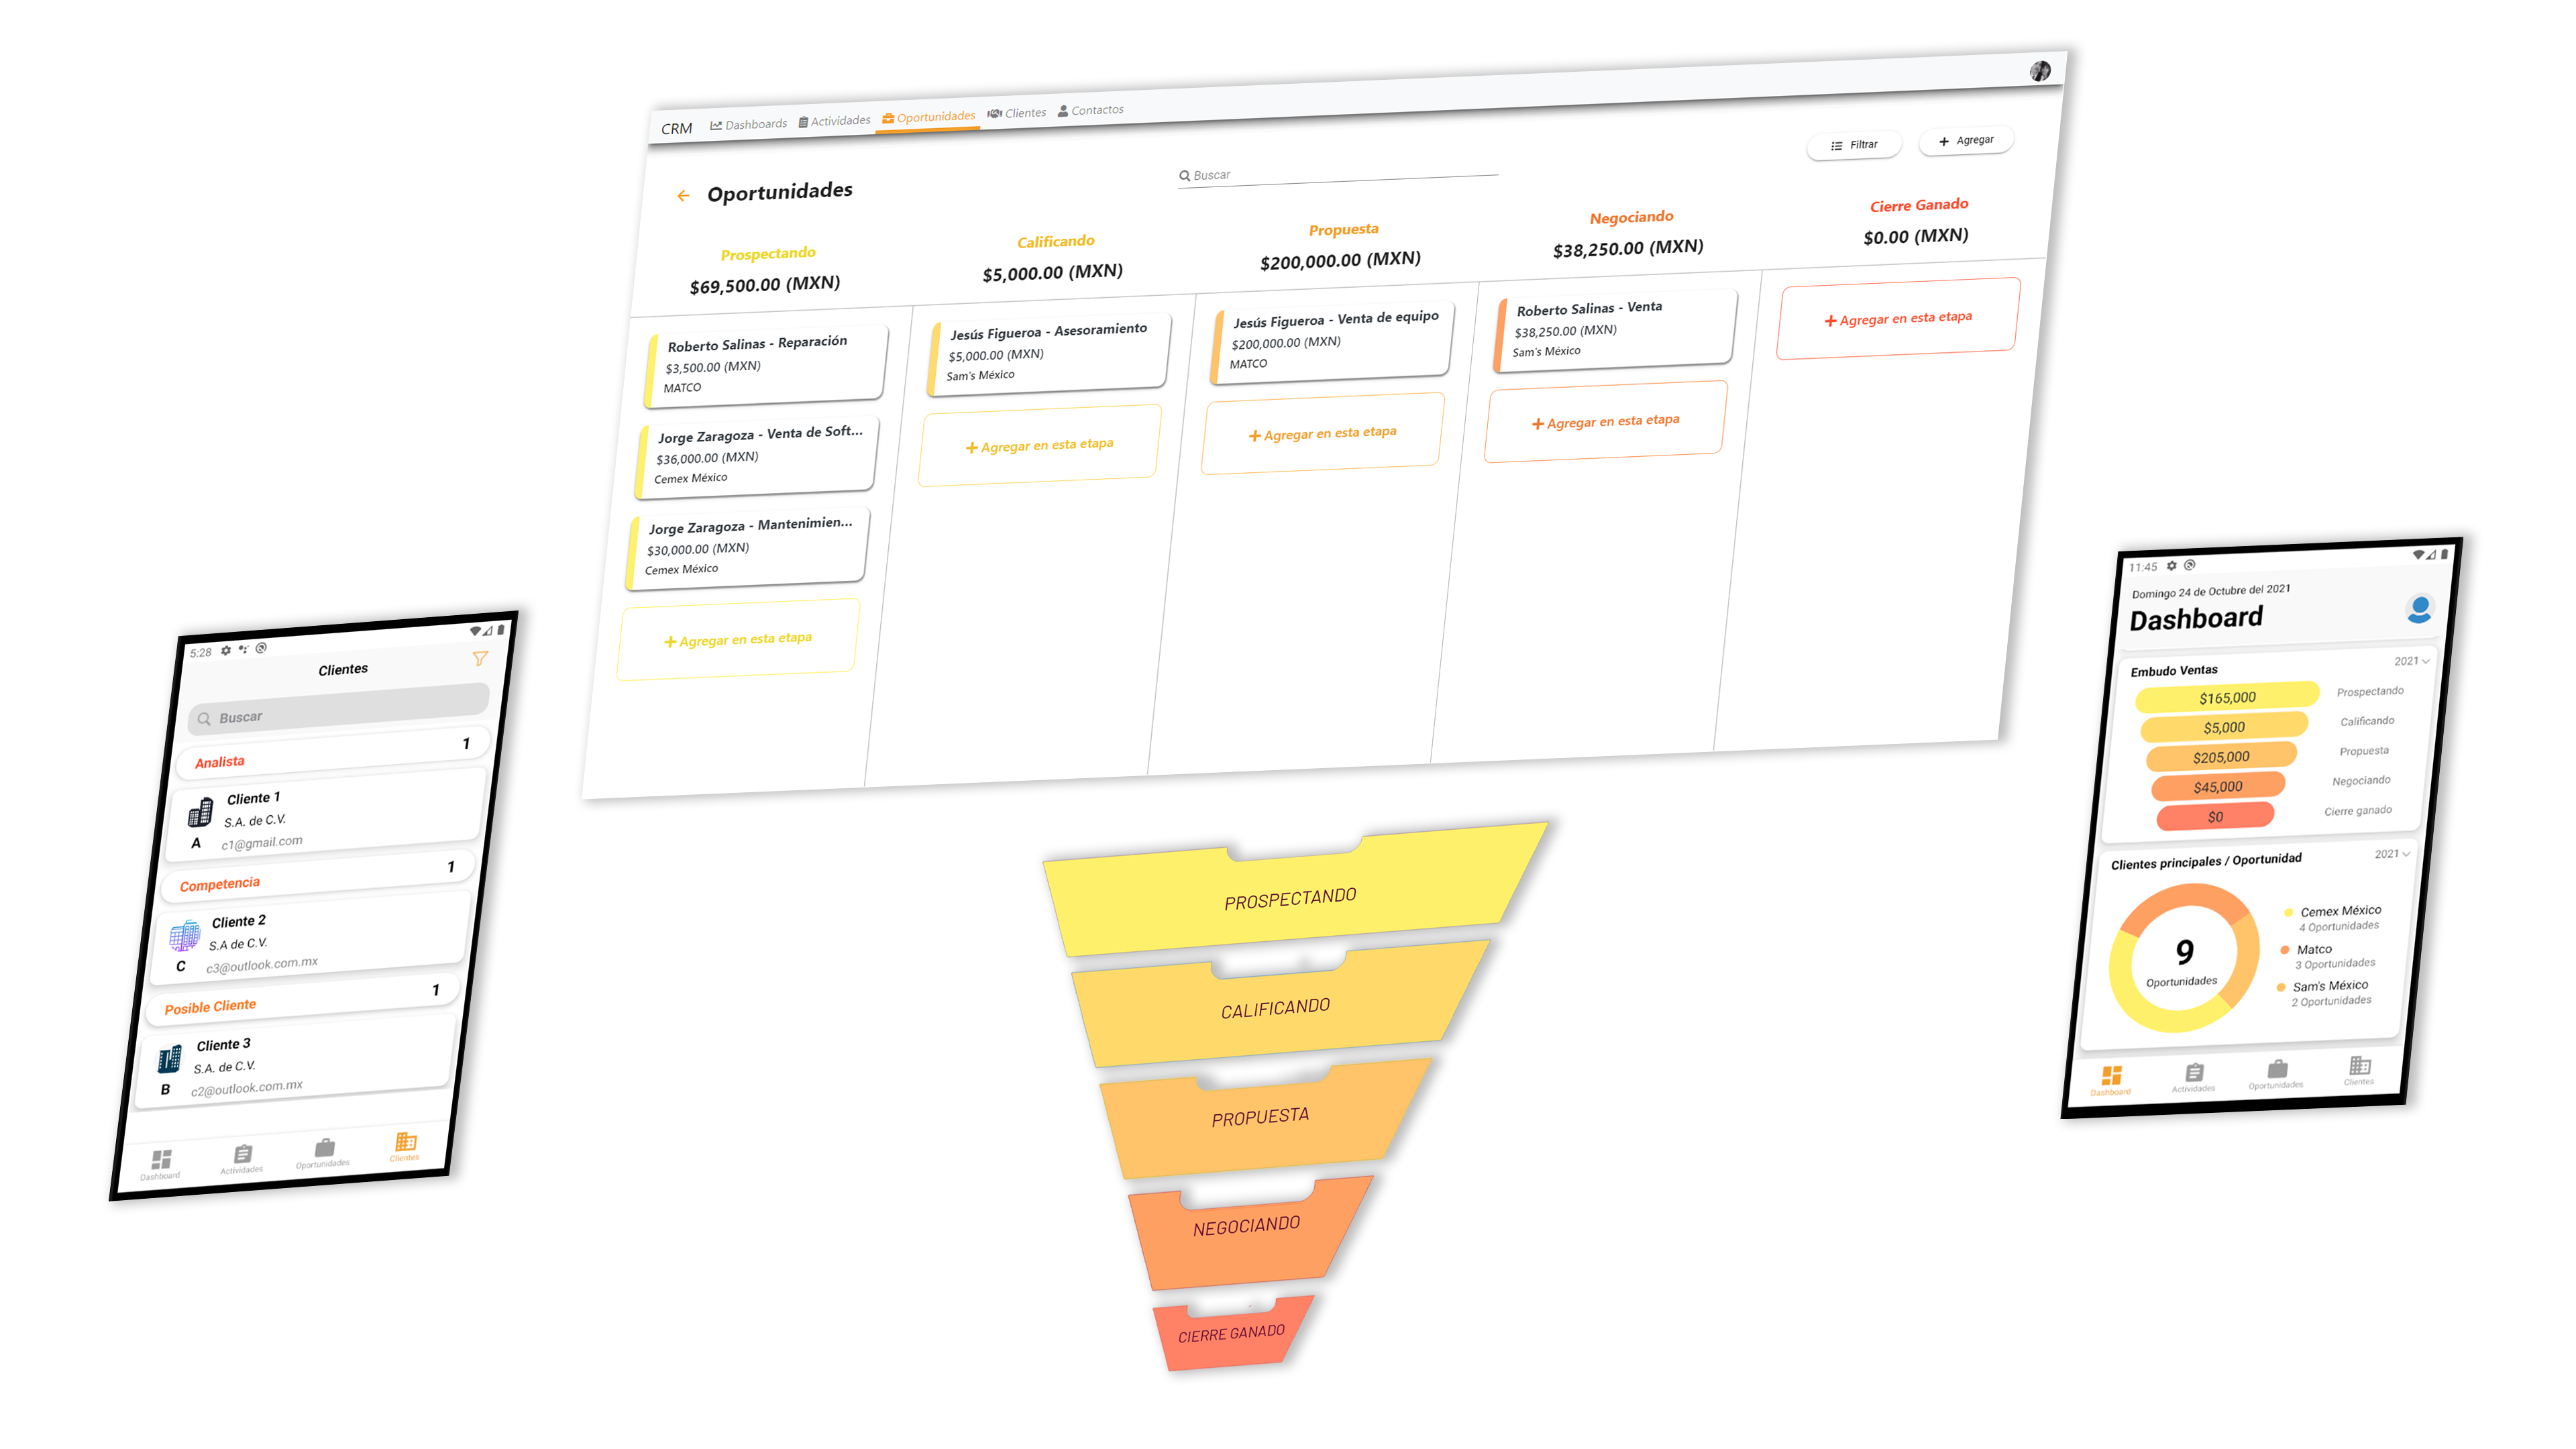 CRM Dashboards Actividades Oportunidades Clientes Contactos
Oportunidades
Buscar
Filtrar
Agregar
Prospectando
$69,500.00 (MXN)
Calificando
$5,000.00 (MXN)
Propuesta
$200,000.00 (MXN)
Negociando
$38,250.00 (MXN)
Cierre Ganado
$0.00 (MXN)
Roberto Salinas - Reparación
$3,500.00 (MXN)
MATCO
Jorge Zaragoza - Venta de Soft...
$36,000.00 (MXN)
Cemex México
Jorge Zaragoza - Mantenimien...
$30,000.00 (MXN)
Cemex México
Agregar en esta etapa
Jesús Figueroa - Asesoramiento
$5,000.00 (MXN)
Sam's México
Agregar en esta etapa
Jesús Figueroa - Venta de equipo
$200,000.00 (MXN)
MATCO
Agregar en esta etapa
Roberto Salinas - Venta
$38,250.00 (MXN)
Sam's México
Agregar en esta etapa
Agregar en esta etapa
5:28
Clientes
Buscar
Analista 1
Cliente 1
S.A. de C.V.
A c1@gmail.com
Competencia 1
Cliente 2
S.A de C.V.
C c3@outlook.com.mx
Posible Cliente 1
Cliente 3
S.A. de C.V.
B c2@outlook.com.mx
Dashboard Actividades Oportunidades Clientes
PROSPECTANDO
CALIFICANDO
PROPUESTA
NEGOCIANDO
CIERRE GANADO
11:45
Domingo 24 de Octubre del 2021
Dashboard
Embudo Ventas 2021
$165,000 Prospectando
$5,000 Calificando
$205,000 Propuesta
$45,000 Negociando
$0 Cierre ganado
Clientes principales / Oportunidad 2021
9
Oportunidades
Cemex México
4 Oportunidades
Matco
3 Oportunidades
Sam's México
2 Oportunidades
Dashboard Actividades Oportunidades Clientes